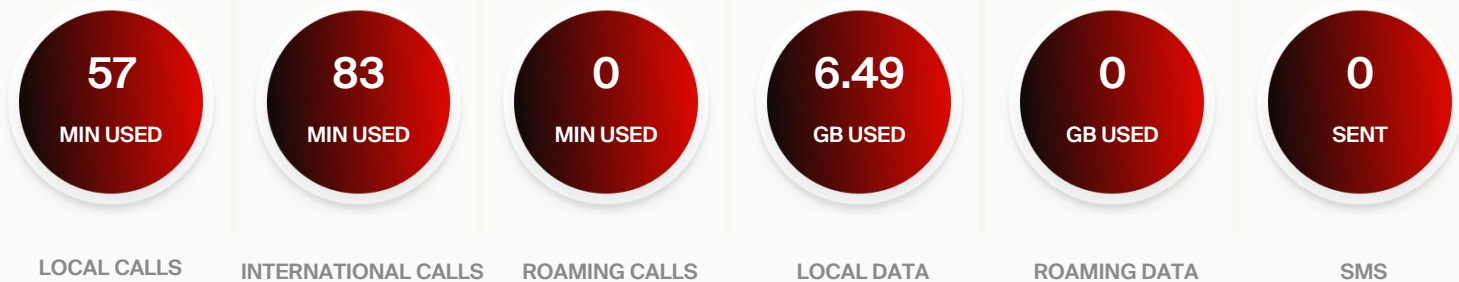 57
MIN USED
LOCAL CALLS
83
MIN USED
INTERNATIONAL CALLS
0
MIN USED
ROAMING CALLS
6.49
GB USED
LOCAL DATA
0
GB USED
ROAMING DATA
0
SENT
SMS